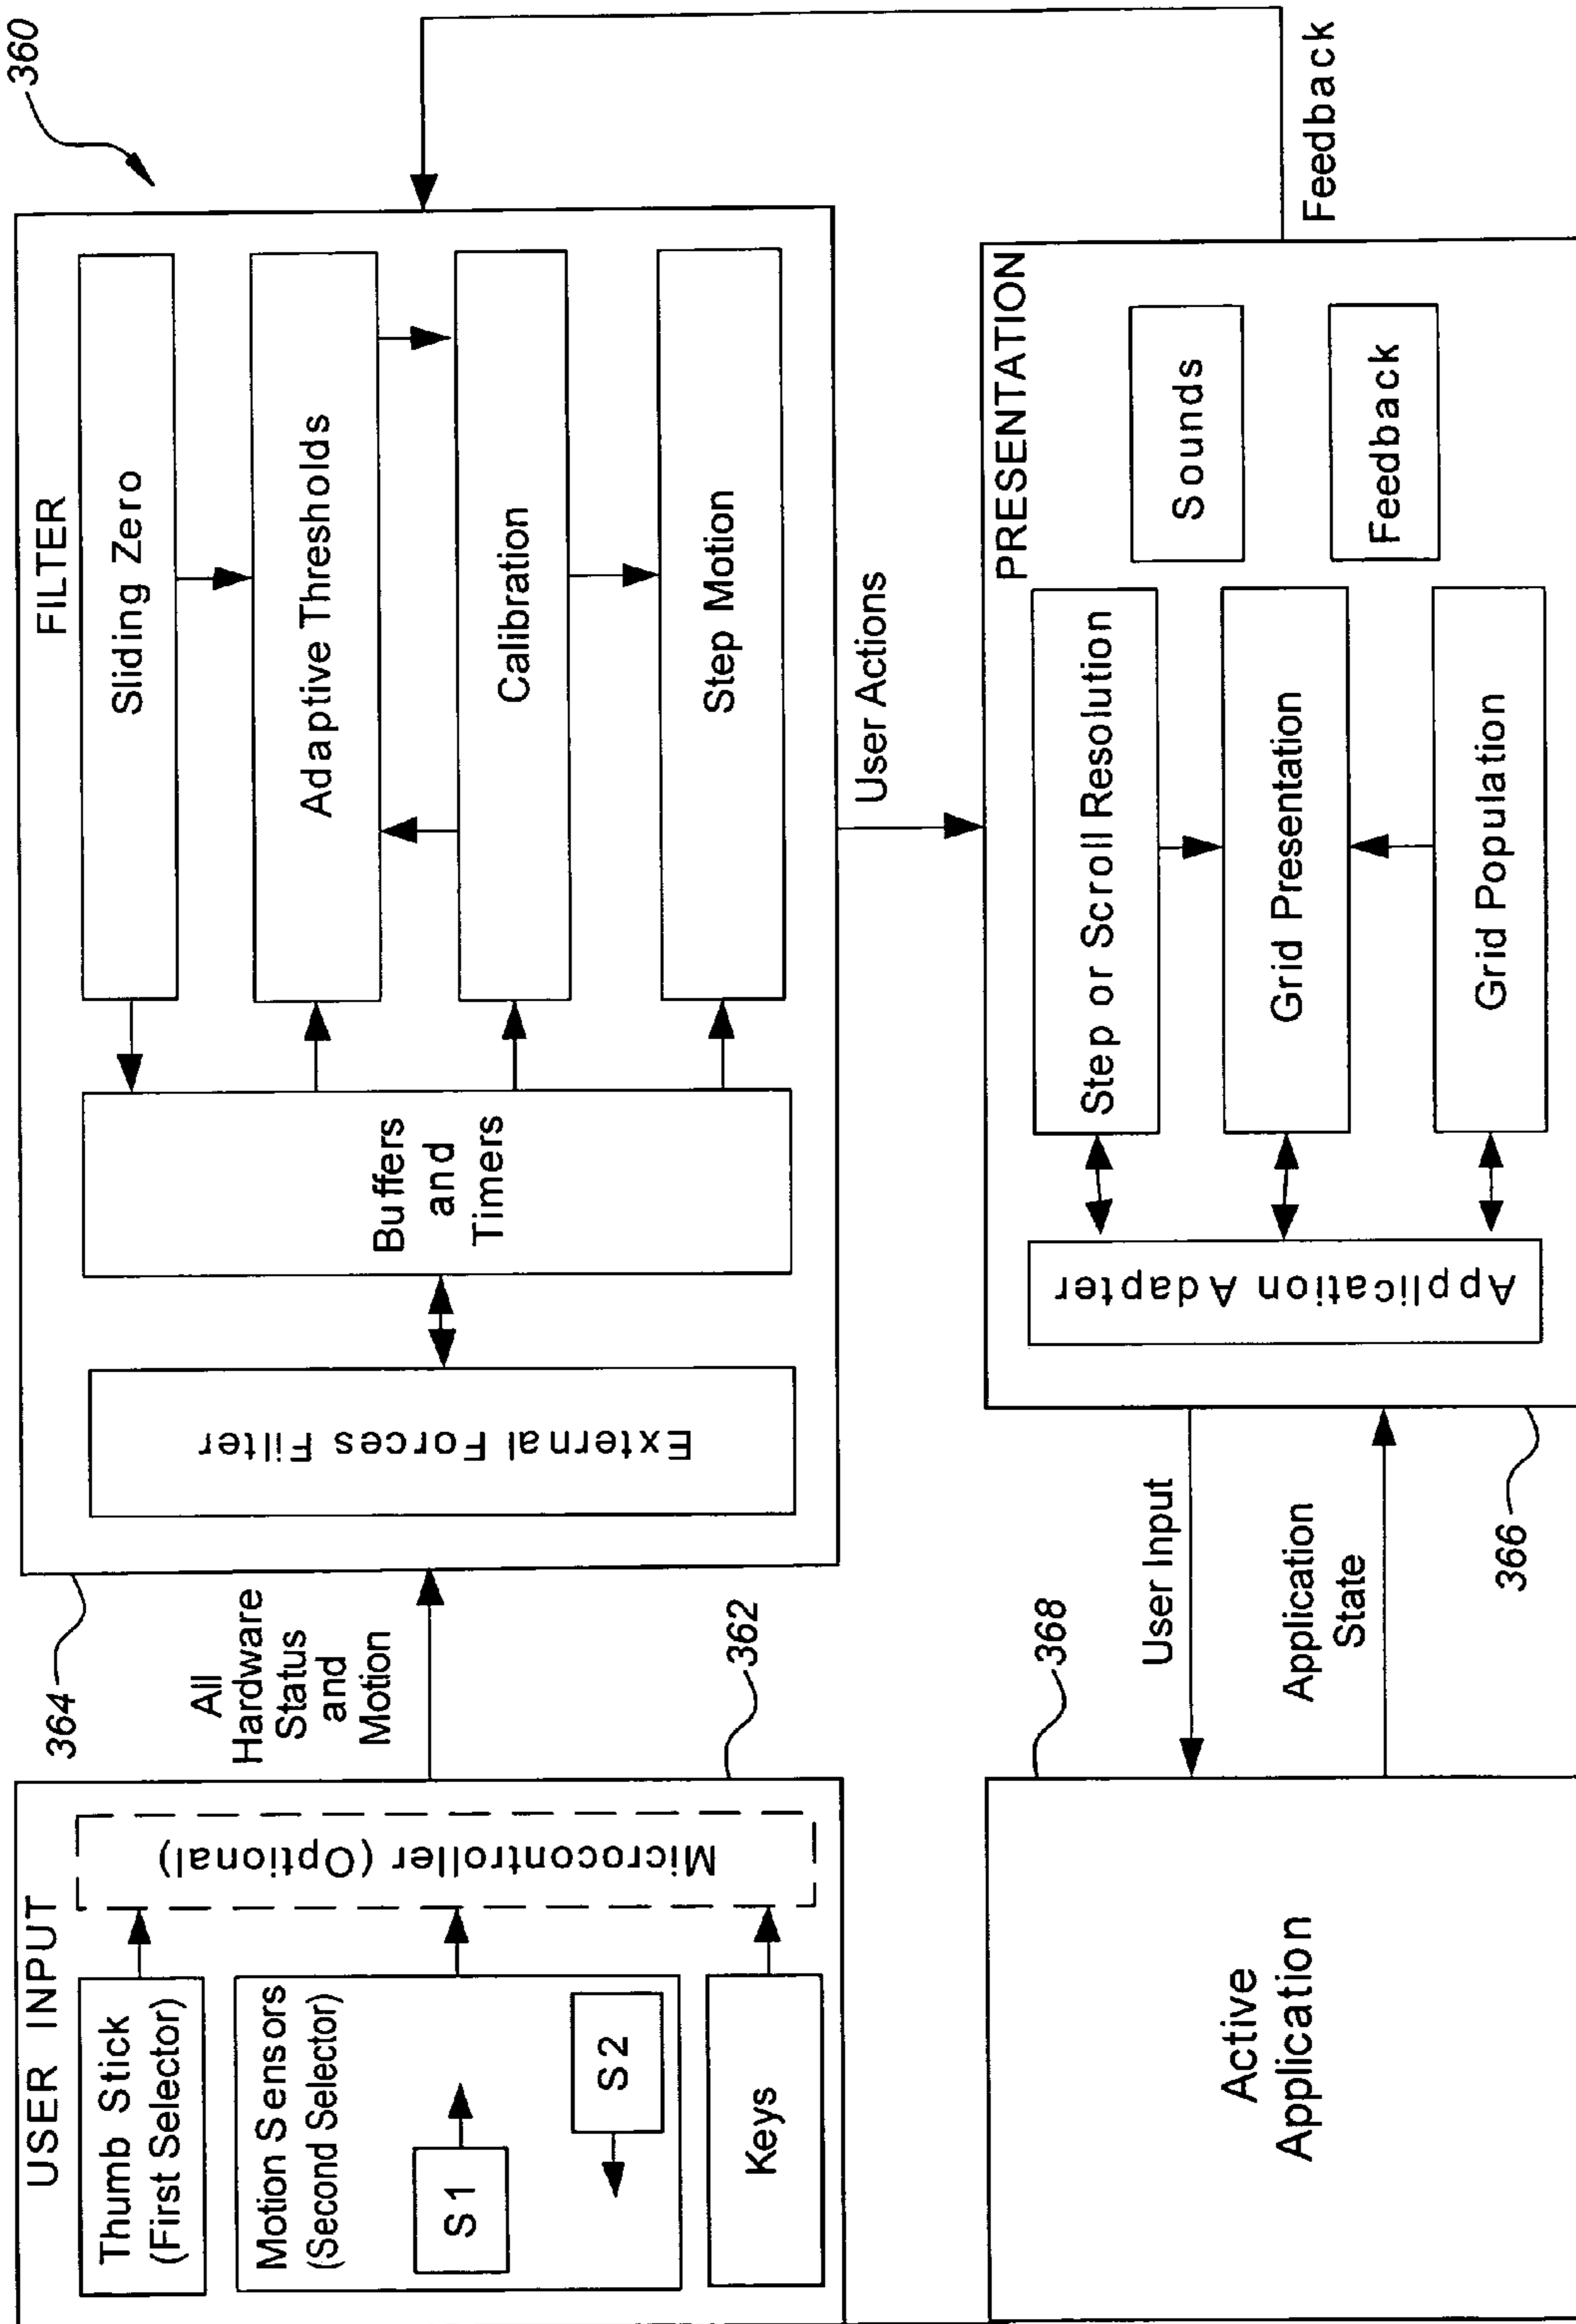 360
USER INPUT
Thumb Stick
(First Selector)
Motion Sensors
(Second Selector)
S1
S2
Keys
Microcontroller (Optional)
362
All
Hardware
Status
and
Motion
364
FILTER
External Forces Filter
Buffers
and
Timers
Sliding Zero
Adaptive Thresholds
Calibration
Step Motion
User Actions
Feedback
Active
Application
368
User Input
Application
State
366
PRESENTATION
Application Adapter
Step or Scroll Resolution
Grid Presentation
Grid Population
Sounds
Feedback